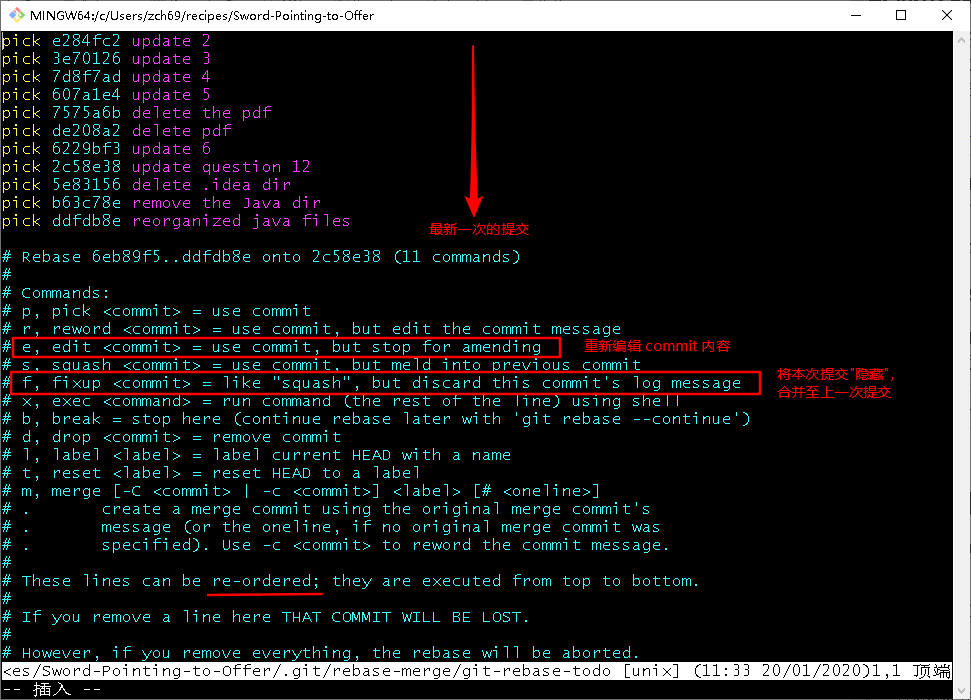 MINGW64:/c/Users/zch69/recipes/Sword-Pointing-to-Offer
pick e284fc2 update 2
pick 3e70126 update 3
pick 7d8f7ad update 4
pick 607a1e4 update 5
pick 7575a6b delete the pdf
pick de208a2 delete pdf
pick 6229bf3 update 6
pick 2c58e38 update question 12
pick 5e83156 delete .idea dir
pick b63c78e remove the Java dir
pick ddfdb8e reorganized java files
最新一次的提交
# Rebase 6eb89f5..ddfdb8e onto 2c58e38 (11 commands)
#
# Commands:
# p, pick <commit> = use commit
# r, reword <commit> = use commit, but edit the commit message
# e, edit <commit> = use commit, but stop for amending
重新编辑 commit 内容
# s, squash <commit> = use commit, but meld into previous commit
# f, fixup <commit> = like "squash", but discard this commit's log message
将本次提交"隐藏",
合并至上一次提交
# x, exec <command> = run command (the rest of the line) using shell
# b, break = stop here (continue rebase later with 'git rebase --continue')
# d, drop <commit> = remove commit
# l, label <label> = label current HEAD with a name
# t, reset <label> = reset HEAD to a label
# m, merge [-C <commit> | -c <commit>] <label> [# <oneline>]
# . create a merge commit using the original merge commit's
# . message (or the oneline, if no original merge commit was
# . specified). Use -c <commit> to reword the commit message.
#
# These lines can be re-ordered; they are executed from top to bottom.
#
# If you remove a line here THAT COMMIT WILL BE LOST.
#
# However, if you remove everything, the rebase will be aborted.
<es/Sword-Pointing-to-Offer/.git/rebase-merge/git-rebase-todo [unix] (11:33 20/01/2020)1,1 顶端
-- 插入 --